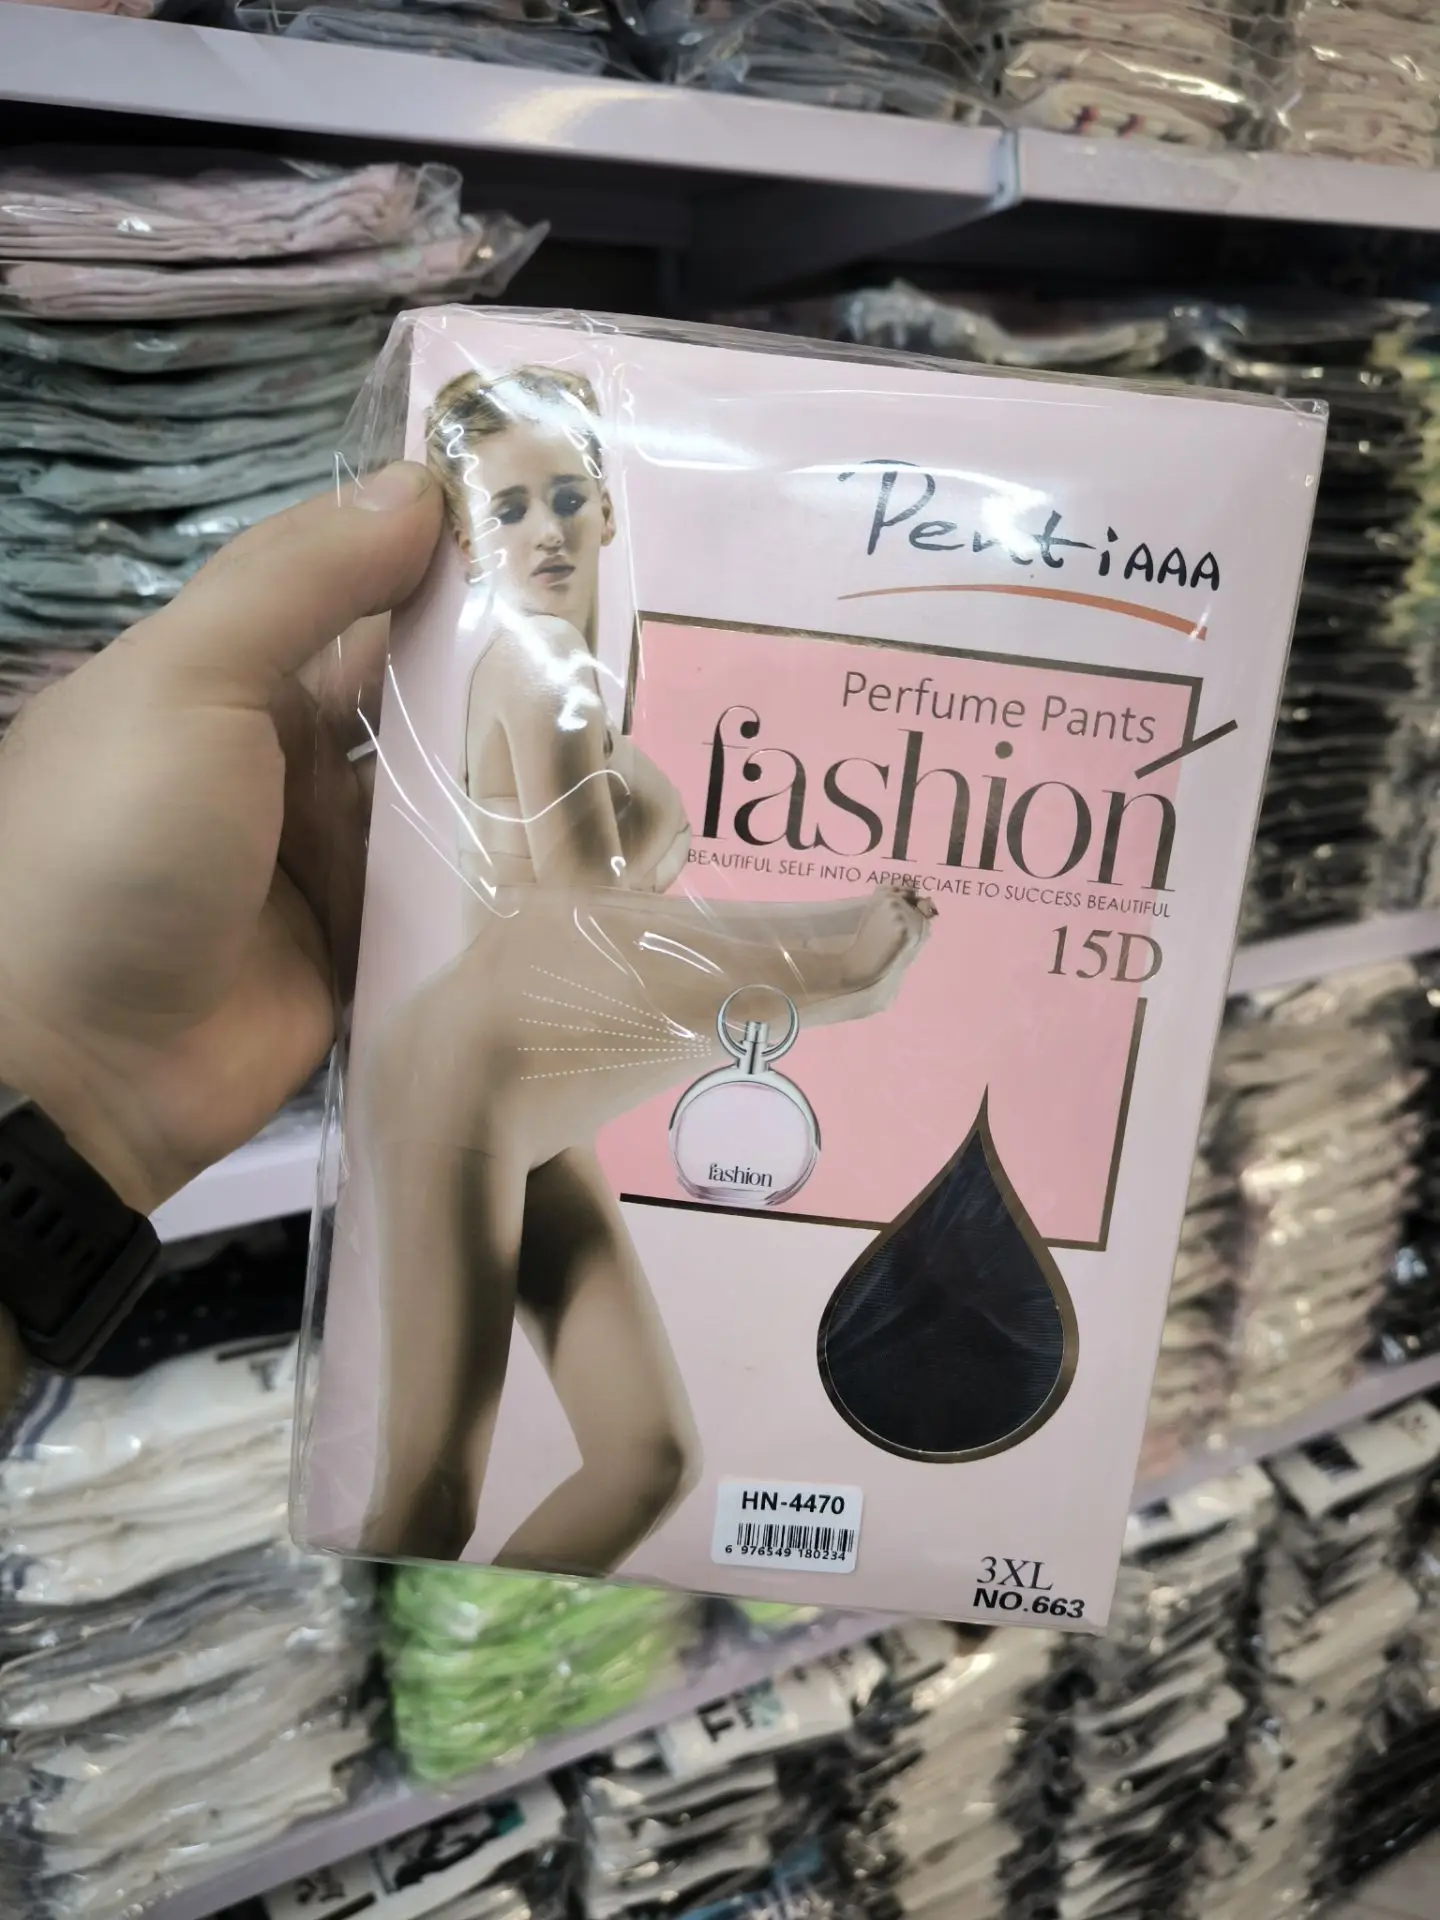 PentiAAA
Perfume Pants
fashion
BEAUTIFUL SELF INTO APPRECIATE TO SUCCESS BEAUTIFUL
15D
fashion
HN-4470
6 976549 180234
3XL
NO.663